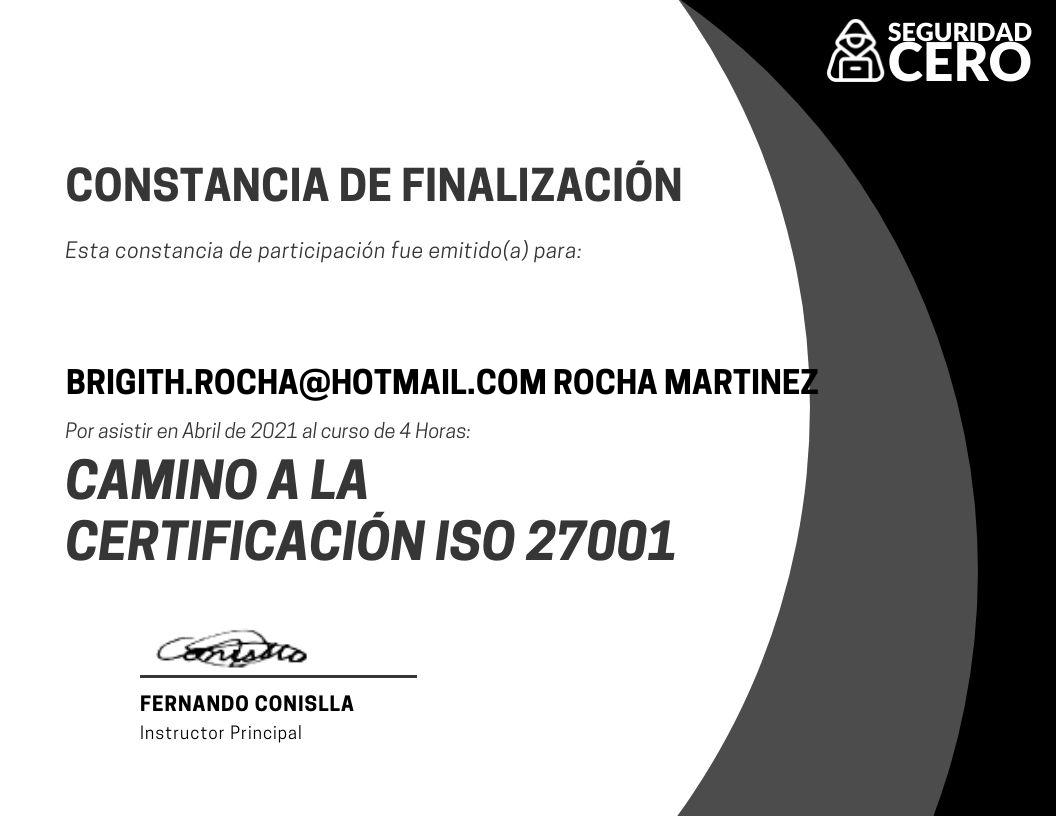 SEGURIDAD
CERO
CONSTANCIA DE FINALIZACIÓN
Esta constancia de participación fue emitido(a) para:
BRIGITH.ROCHA@HOTMAIL.COM ROCHA MARTINEZ
Por asistir en Abril de 2021 al curso de 4 Horas:
CAMINO A LA
CERTIFICACIÓN ISO 27001
Conislla
FERNANDO CONISLLA
Instructor Principal